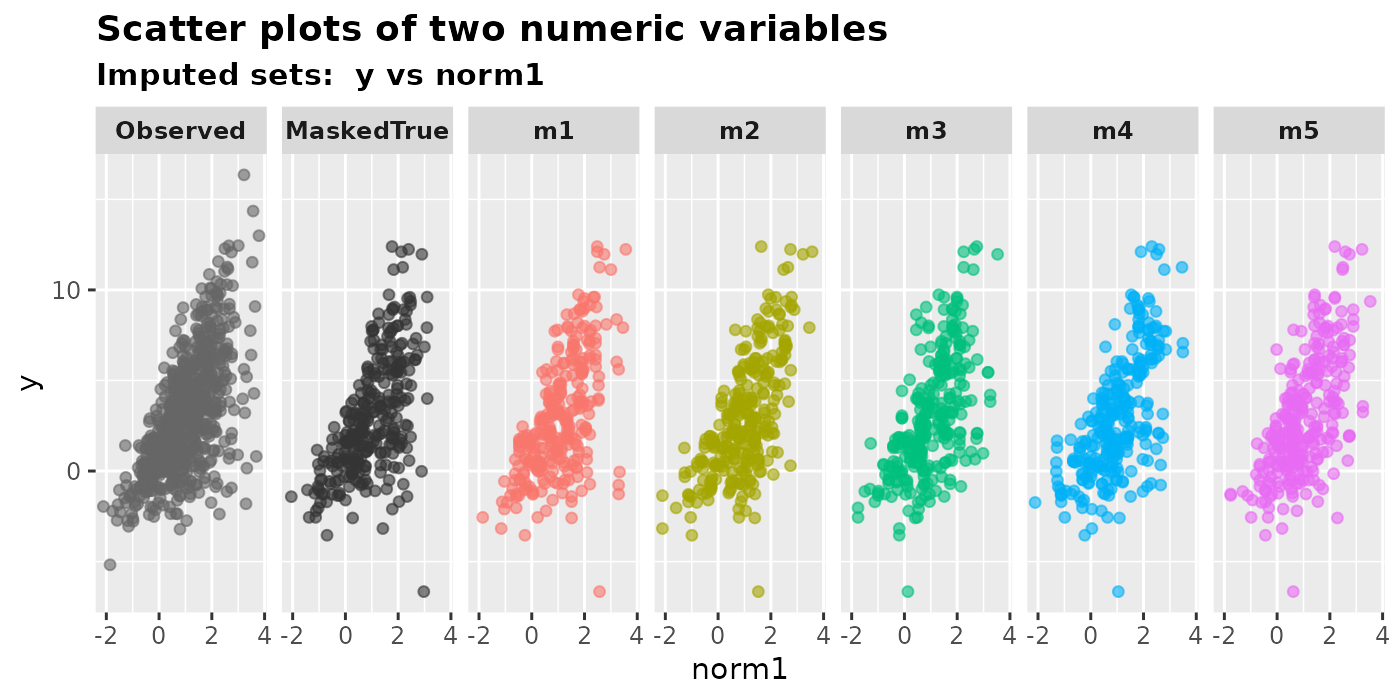 Scatter plots of two numeric variables
Imputed sets:  y vs norm1
Observed MaskedTrue m1 m2 m3 m4 m5
y
10
0
-2 0 2 4 -2 0 2 4 -2 0 2 4 -2 0 2 4 -2 0 2 4 -2 0 2 4 -2 0 2 4
norm1